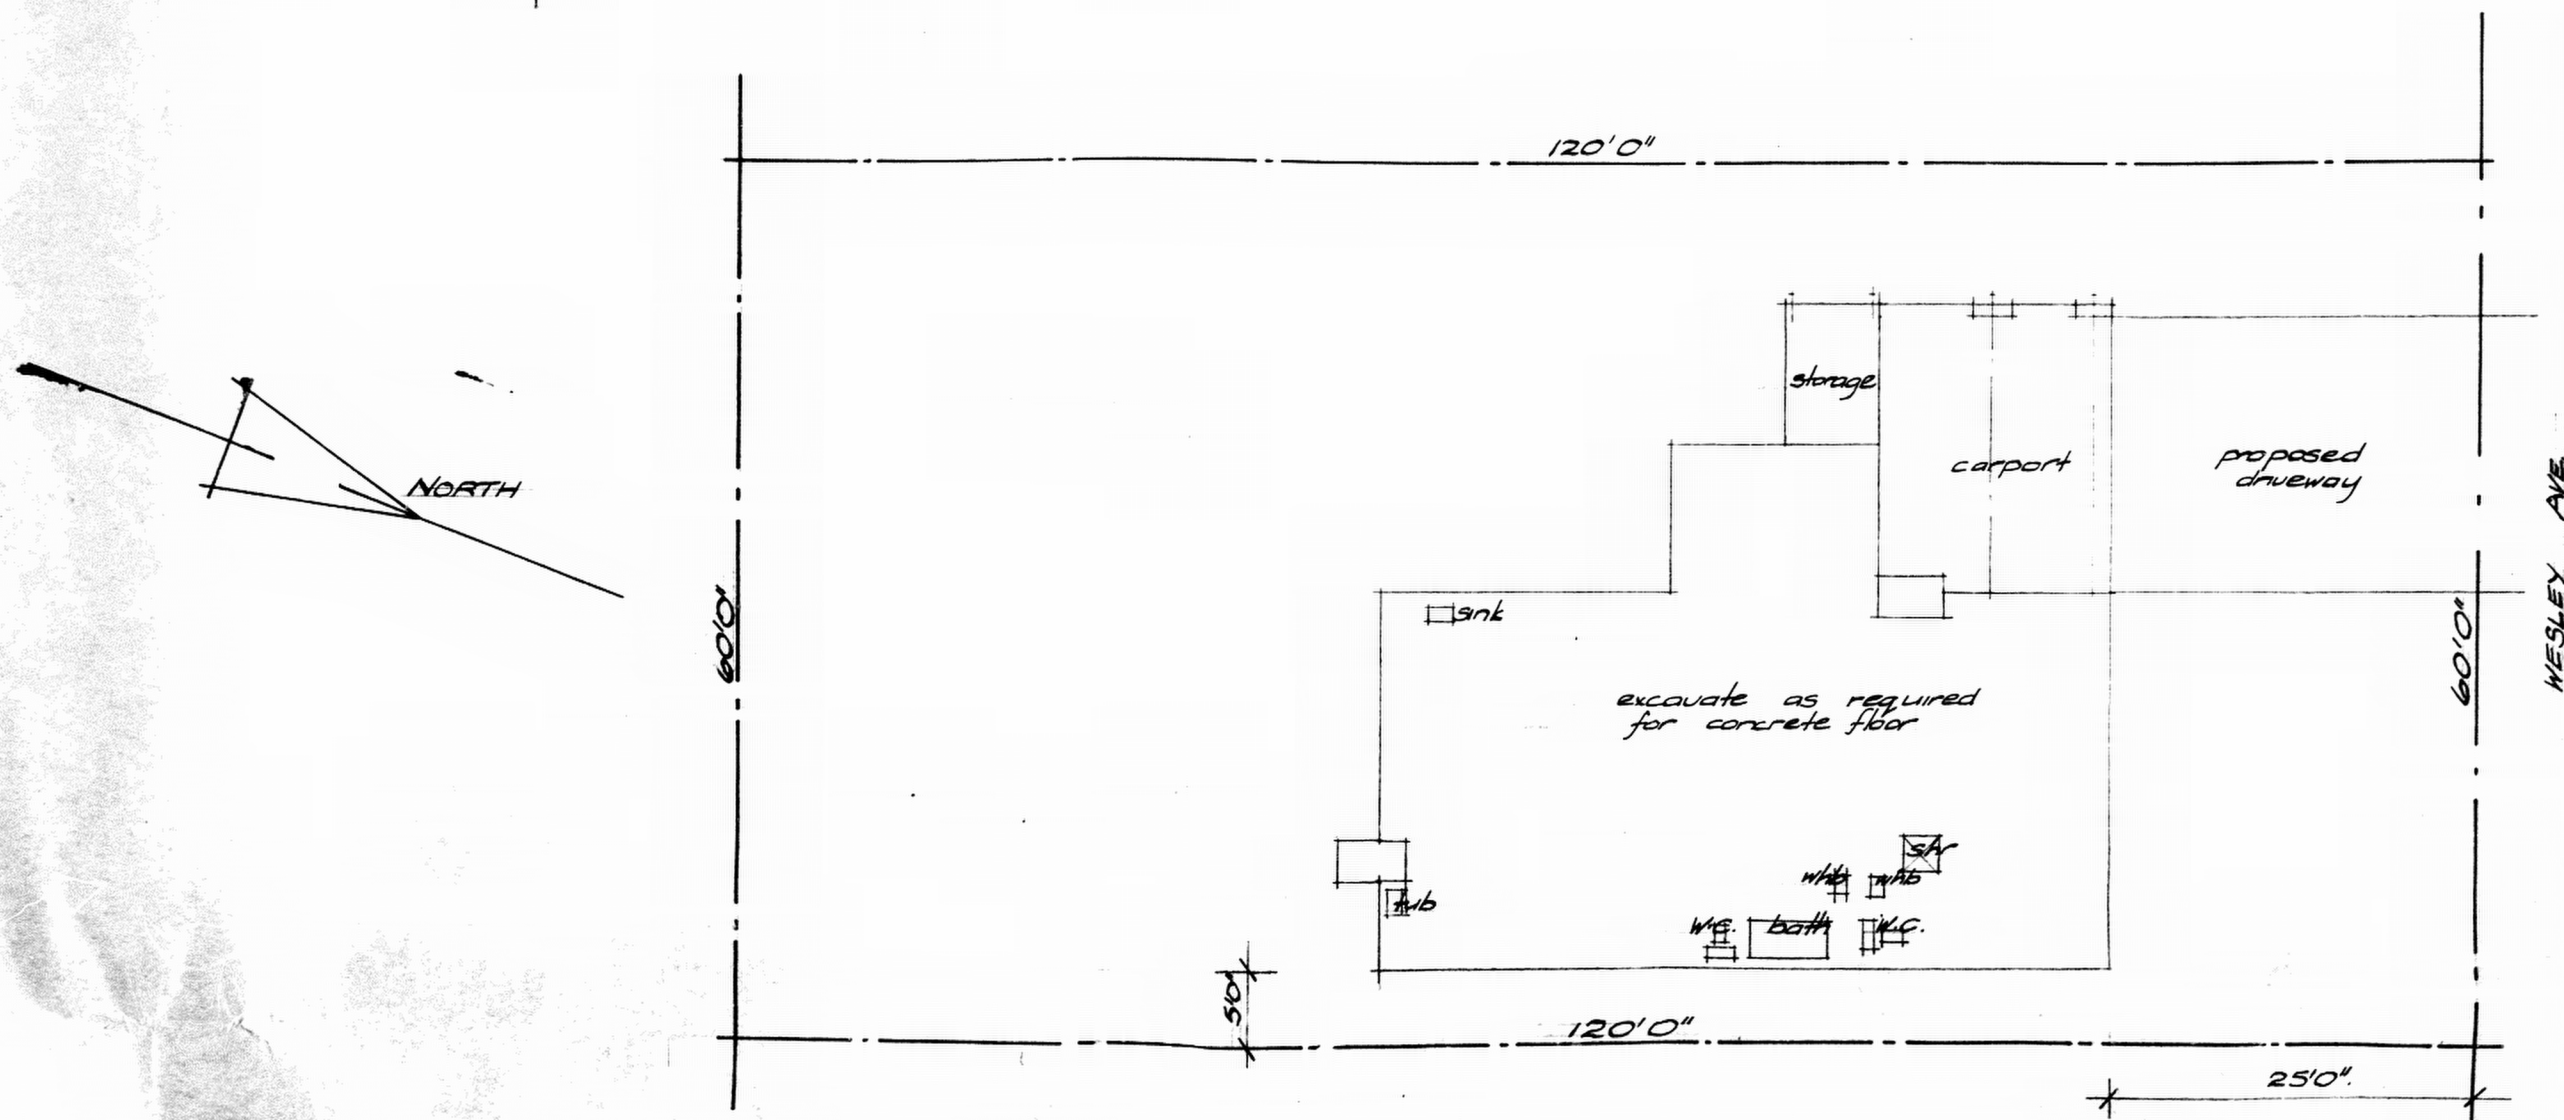 120'0"
storage
carport
proposed
driveway
NORTH
WESLEY AVE.
60'0"
60'0"
sink
excavate as required
for concrete floor
shr
whb
whb
tub
w.c.
bath
w.c.
5'0"
120'0"
25'0".